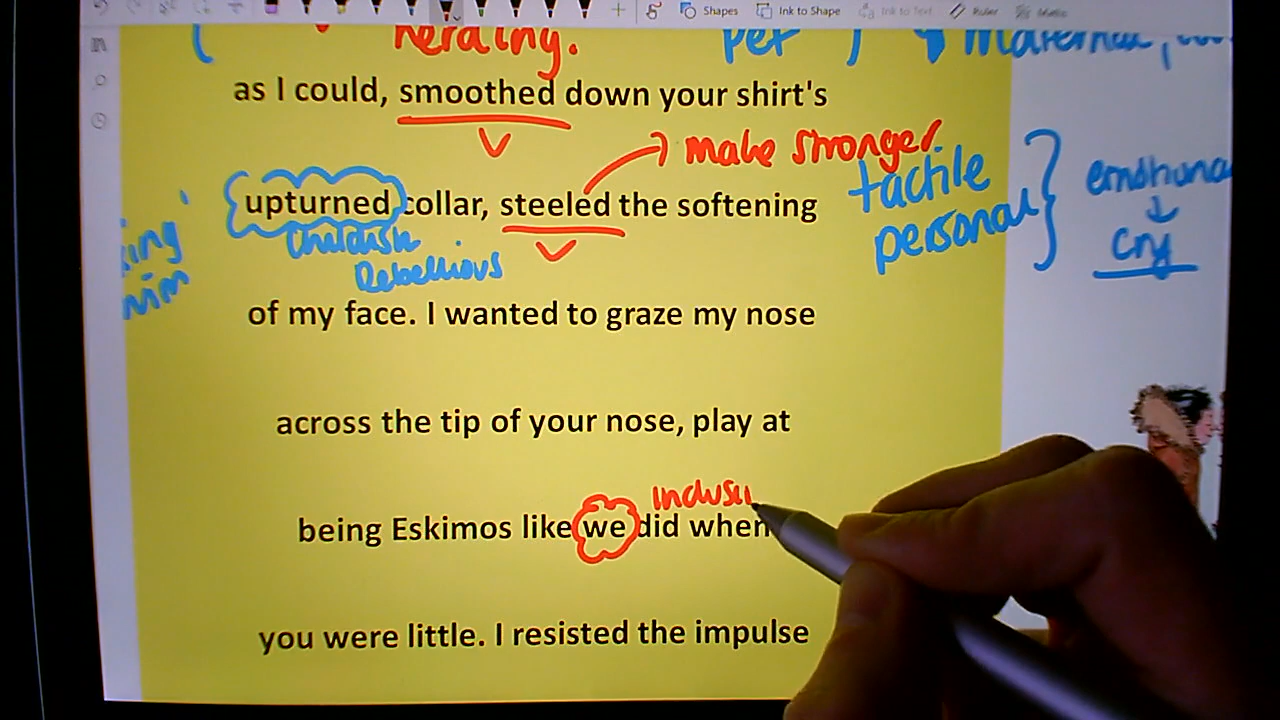 Shapes Ink to Shape Ink to Text Ruler
pet
as I could, smoothed down your shirt's
make stronger.
tactile
upturned collar, steeled the softening
personal
Childish
Cry
Rebellious
of my face. I wanted to graze my nose
across the tip of your nose, play at
being Eskimos like we did when
you were little. I resisted the impulse